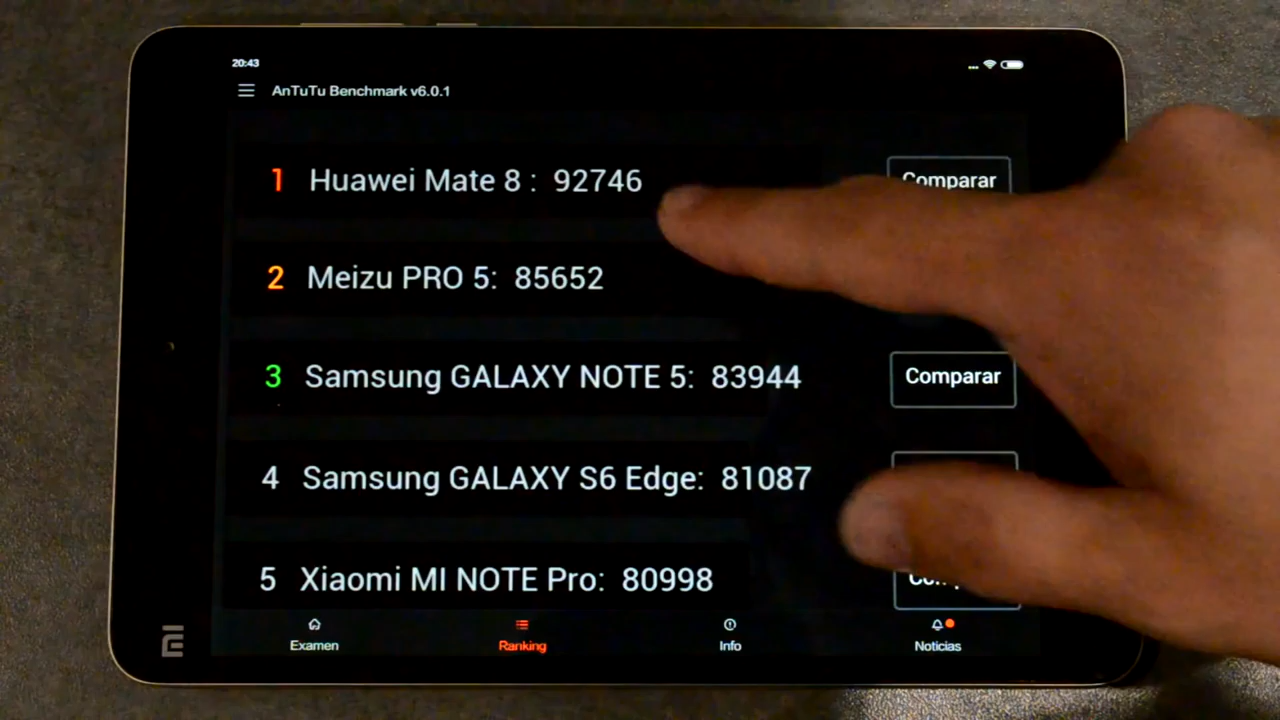 20:43
AnTuTu Benchmark v6.0.1
1 Huawei Mate 8 : 92746 Comparar
2 Meizu PRO 5: 85652
3 Samsung GALAXY NOTE 5: 83944 Comparar
4 Samsung GALAXY S6 Edge: 81087
5 Xiaomi MI NOTE Pro: 80998
Examen Ranking Info Noticias